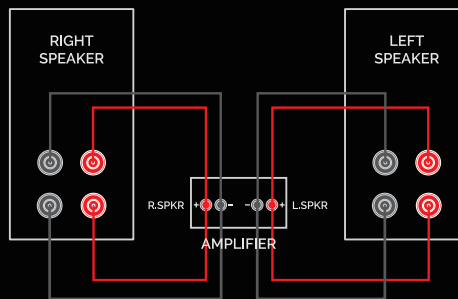 RIGHT
SPEAKER
LEFT
SPEAKER
R.SPKR + - - + L.SPKR
AMPLIFIER